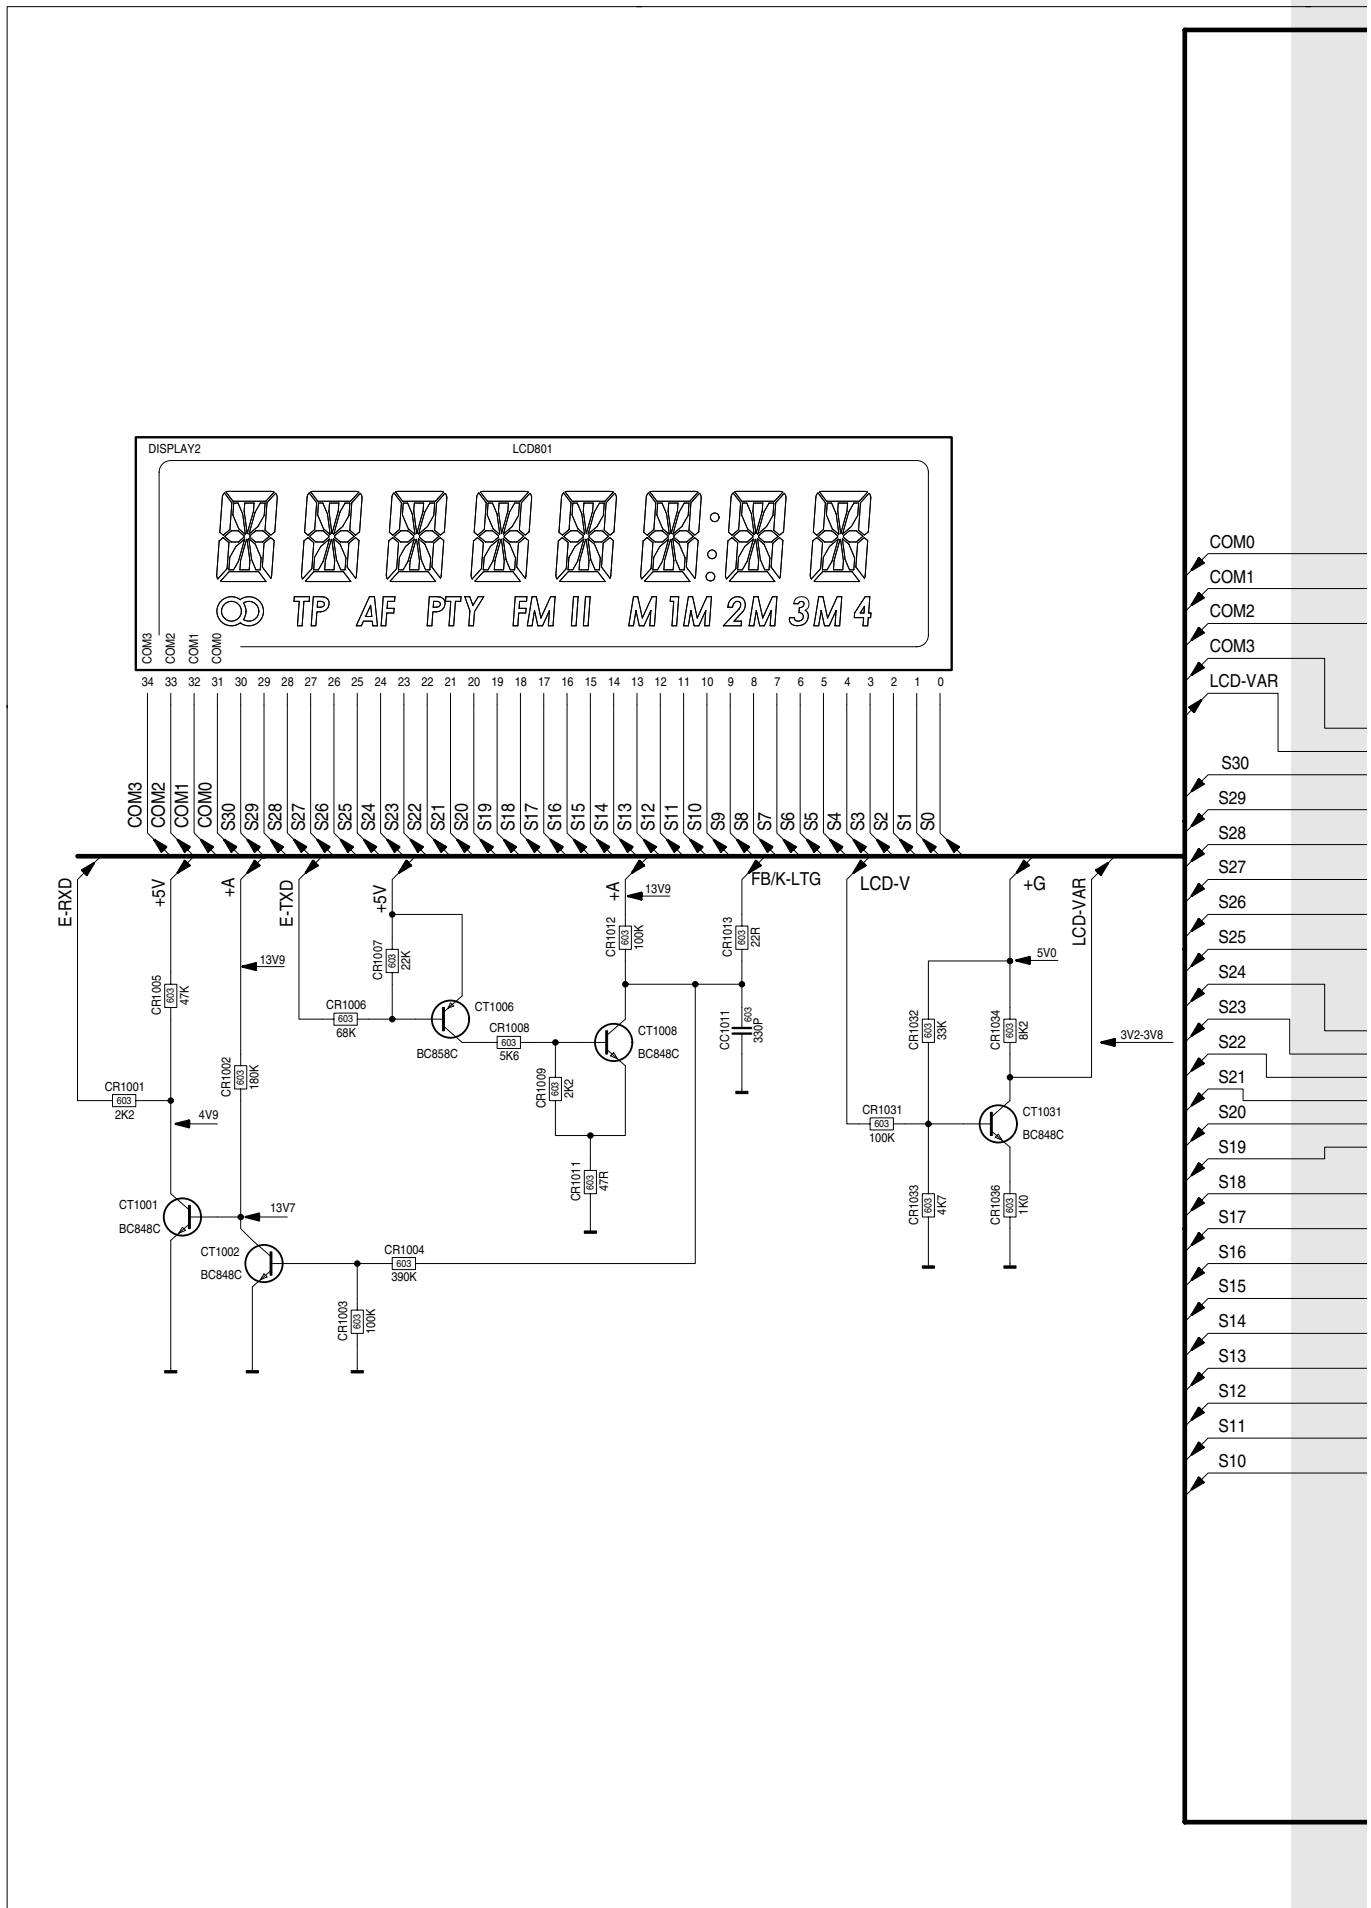 DISPLAY2 LCD801
TP AF PTY FM II M 1 M 2 M 3 M 4
COM3 COM2 COM1 COM0
34 33 32 31 30 29 28 27 26 25 24 23 22 21 20 19 18 17 16 15 14 13 12 11 10 9 8 7 6 5 4 3 2 1 0
COM3 COM2 COM1 COM0 S30 S29 S28 S27 S26 S25 S24 S23 S22 S21 S20 S19 S18 S17 S16 S15 S14 S13 S12 S11 S10 S9 S8 S7 S6 S5 S4 S3 S2 S1 S0
E-RXD +5V +A E-TXD +5V +A FB/K-LTG LCD-V +G LCD-VAR
13V9
CR1012 603 100K
CR1013 603 22R
CR1007 603 22K
13V9
5V0
CR1005 603 47K
CR1006
603
68K
CT1006
BC858C
CR1008
603
5K6
CT1008
BC848C
CC1011 603 330P
CR1032 603 33K
CR1034 603 8K2
3V2-3V8
CR1002 603 180K
CR1009 603 2K2
CR1001
603
2K2
4V9
CR1031
603
100K
CT1031
BC848C
CR1011 603 47R
CR1033 603 4K7
CR1036 603 1K0
CT1001
BC848C
13V7
CT1002
BC848C
CR1004
603
390K
CR1003 603 100K
COM0
COM1
COM2
COM3
LCD-VAR
S30
S29
S28
S27
S26
S25
S24
S23
S22
S21
S20
S19
S18
S17
S16
S15
S14
S13
S12
S11
S10